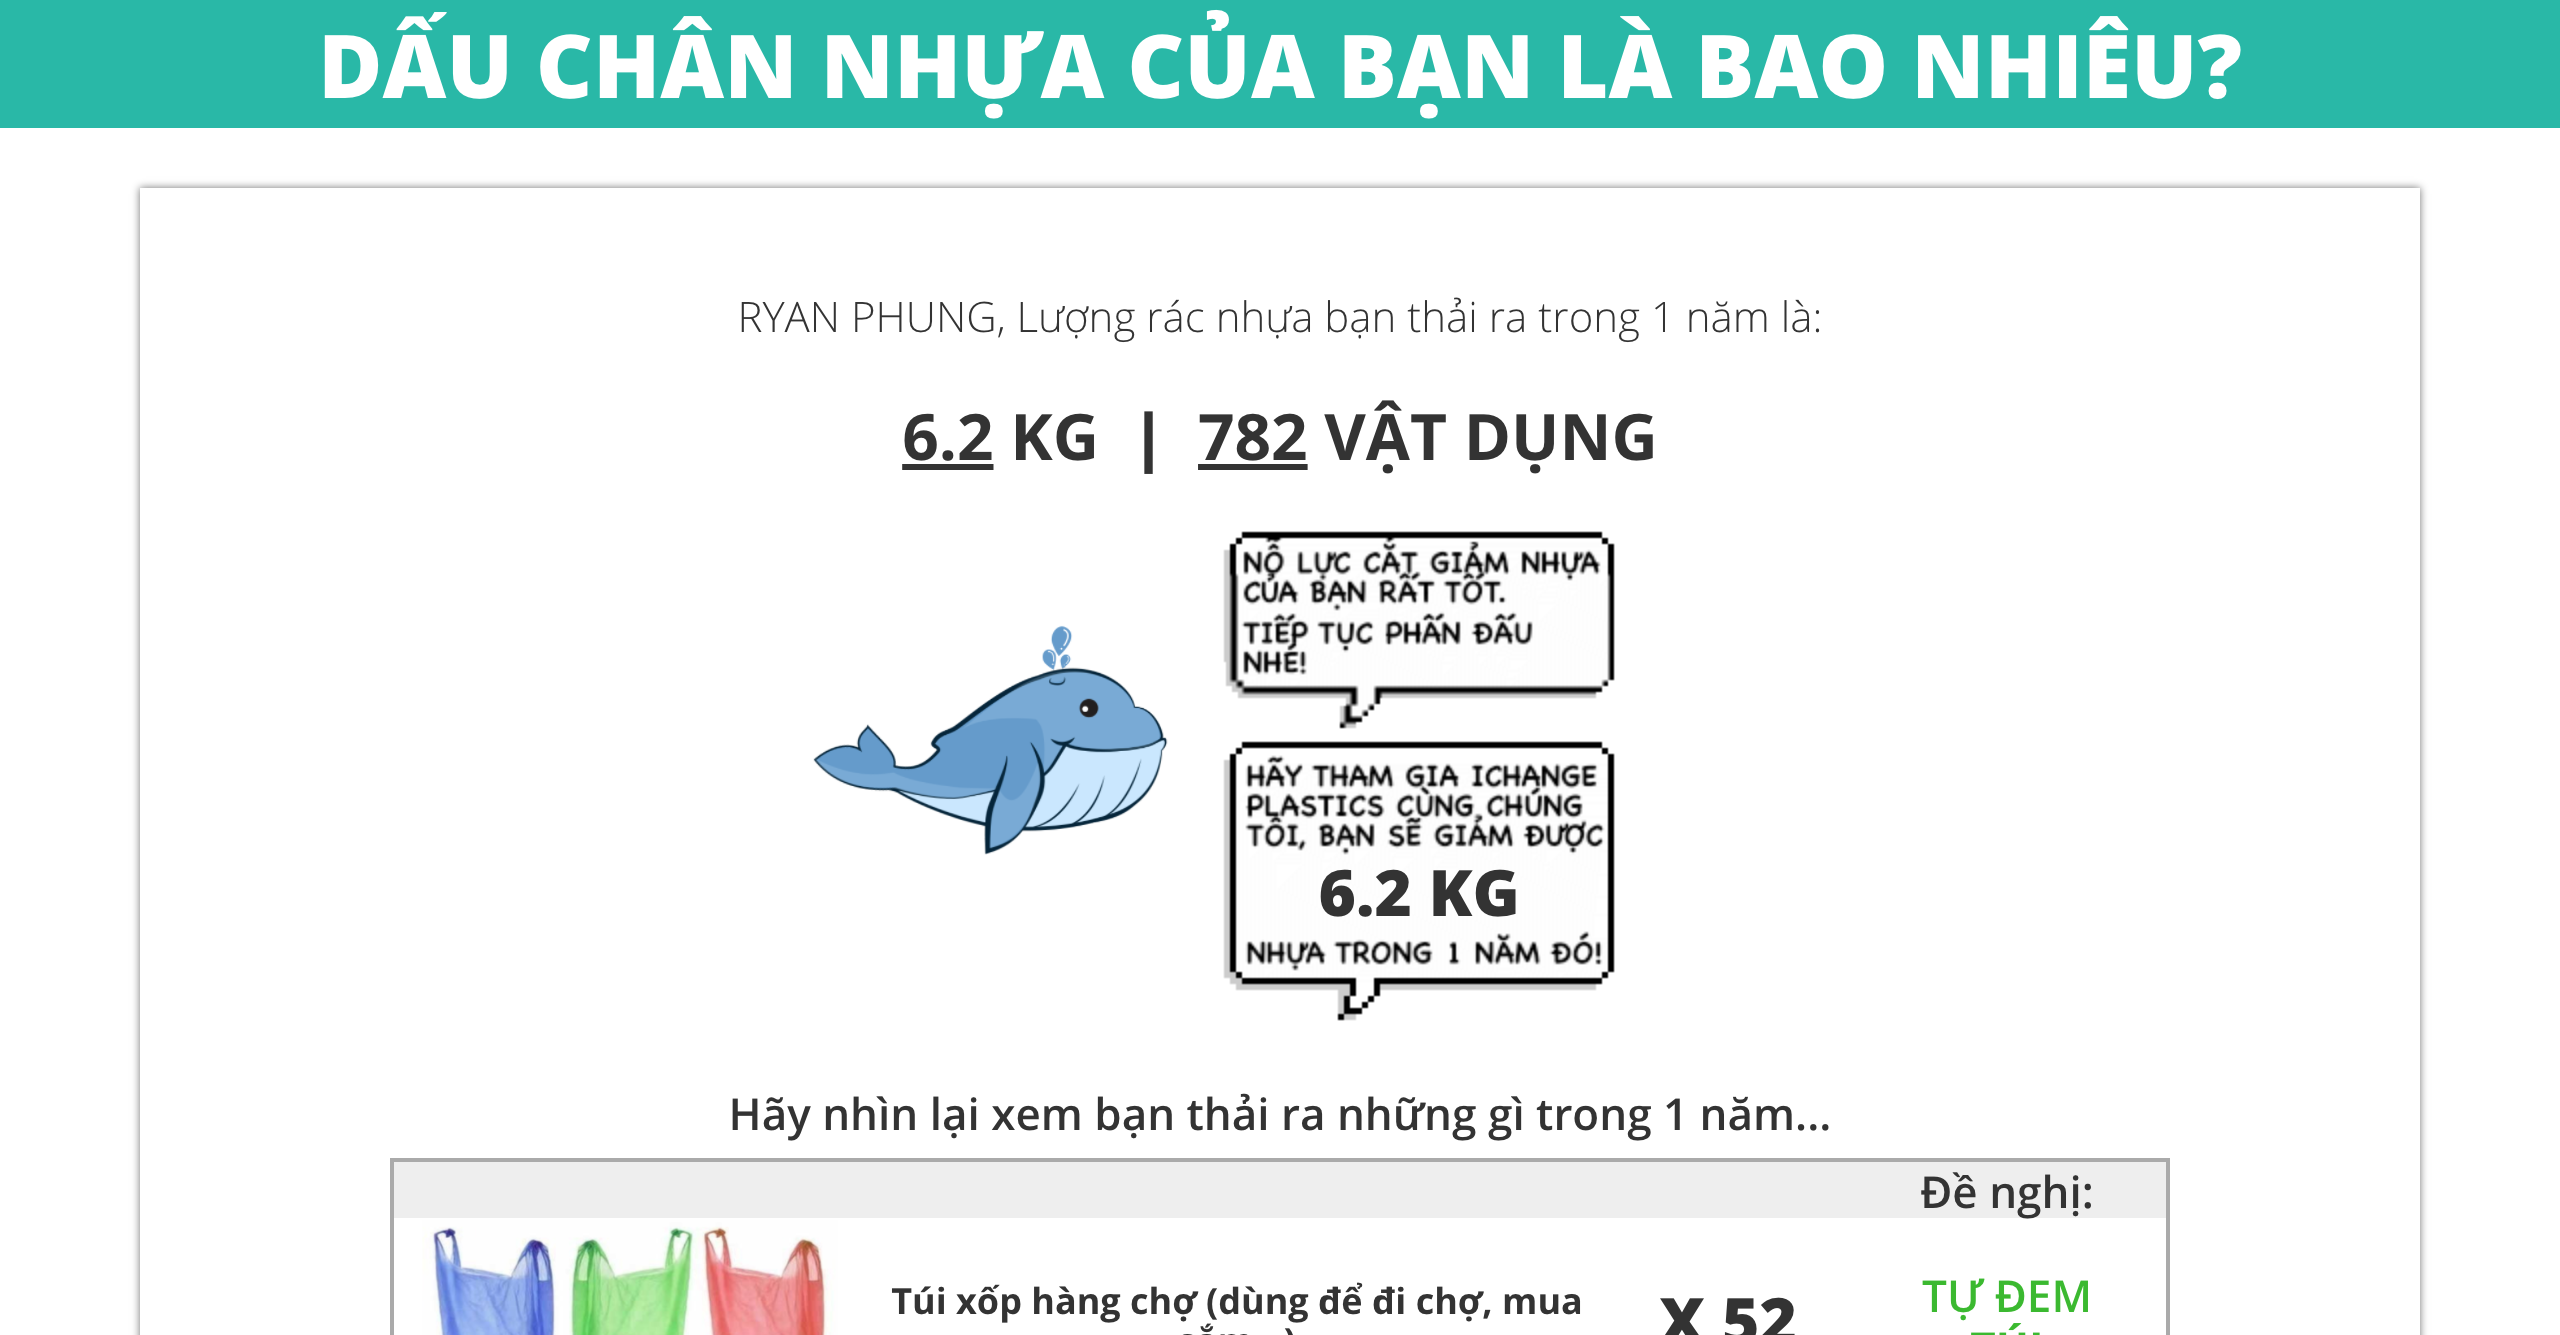 DẤU CHÂN NHỰA CỦA BẠN LÀ BAO NHIÊU?
RYAN PHUNG, Lượng rác nhựa bạn thải ra trong 1 năm là:
6.2 KG | 782 VẬT DỤNG
NỖ LỰC CẮT GIẢM NHỰA
CỦA BẠN RẤT TỐT.
TIẾP TỤC PHẤN ĐẤU
NHÉ!
HÃY THAM GIA ICHANGE
PLASTICS CÙNG CHÚNG
TÔI, BẠN SẼ GIẢM ĐƯỢC
6.2 KG
NHỰA TRONG 1 NĂM ĐÓ!
Hãy nhìn lại xem bạn thải ra những gì trong 1 năm...
Đề nghị:
Túi xốp hàng chợ (dùng để đi chợ, mua
X 52
TỰ ĐEM